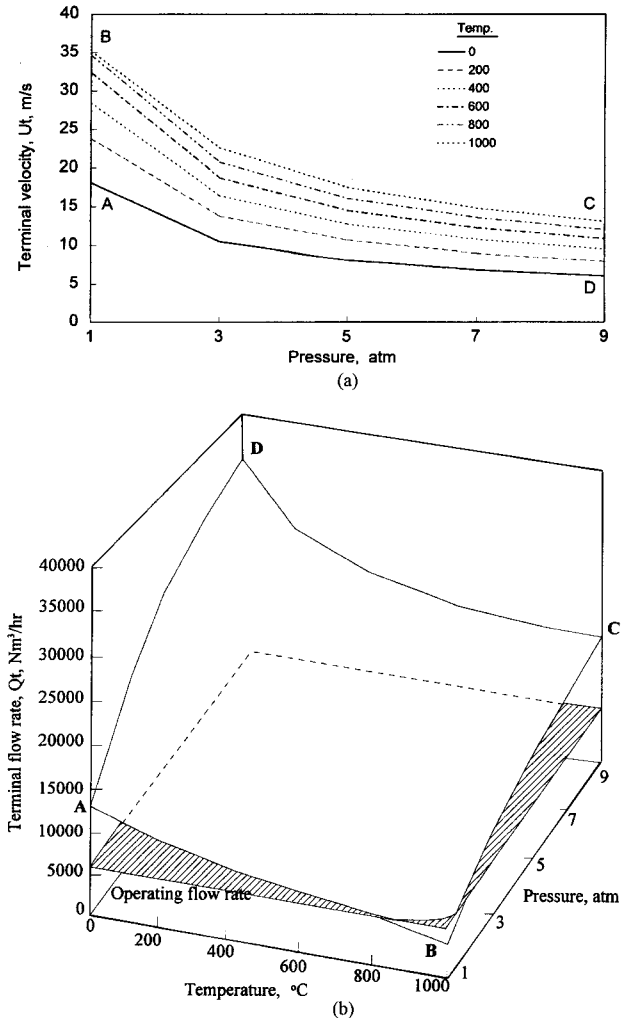 40
35
30
25
20
15
10
5
0
Terminal velocity, Ut, m/s
B
A
C
D
Temp.
0
200
400
600
800
1000
1
3
5
7
9
Pressure, atm
(a)
D
C
A
B
40000
35000
30000
25000
20000
15000
10000
5000
0
Terminal flow rate, Qt, Nm³/hr
Operating flow rate
0
200
400
600
800
1000
Temperature, °C
1
3
5
7
9
Pressure, atm
(b)